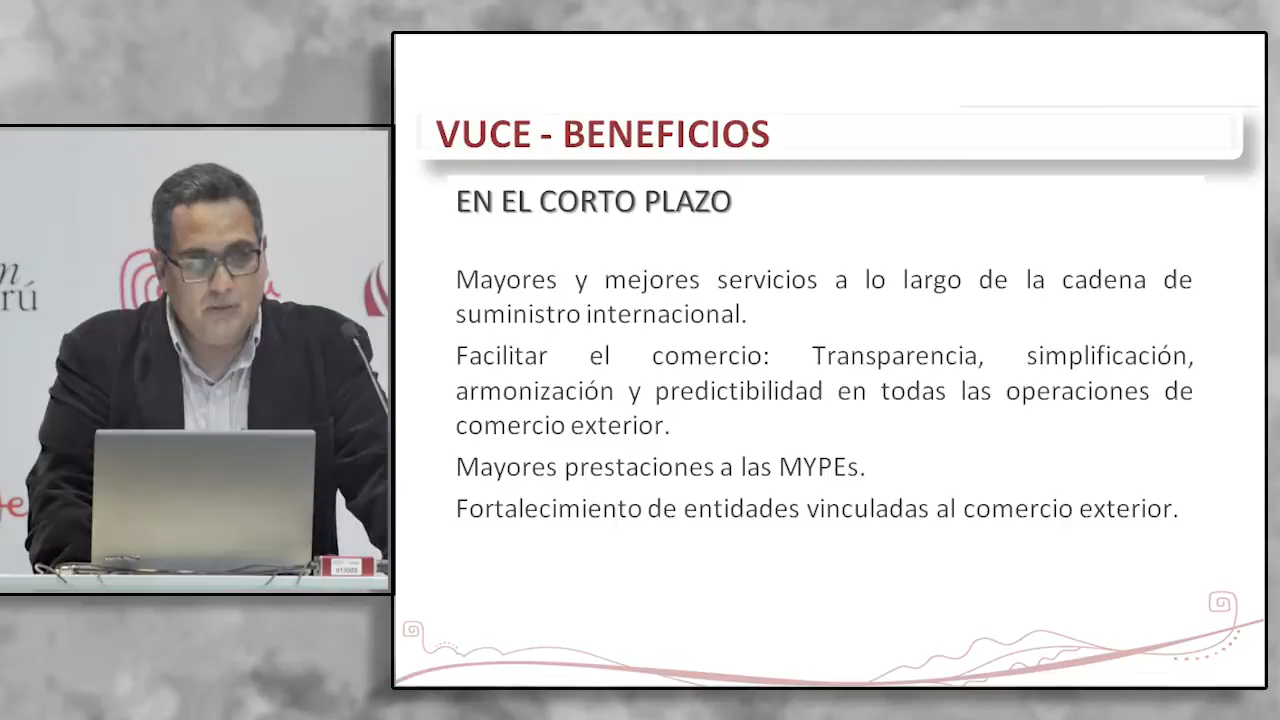 VUCE - BENEFICIOS
EN EL CORTO PLAZO
Mayores y mejores servicios a lo largo de la cadena de
suministro internacional.
Facilitar el comercio: Transparencia, simplificación,
armonización y predictibilidad en todas las operaciones de
comercio exterior.
Mayores prestaciones a las MYPEs.
Fortalecimiento de entidades vinculadas al comercio exterior.